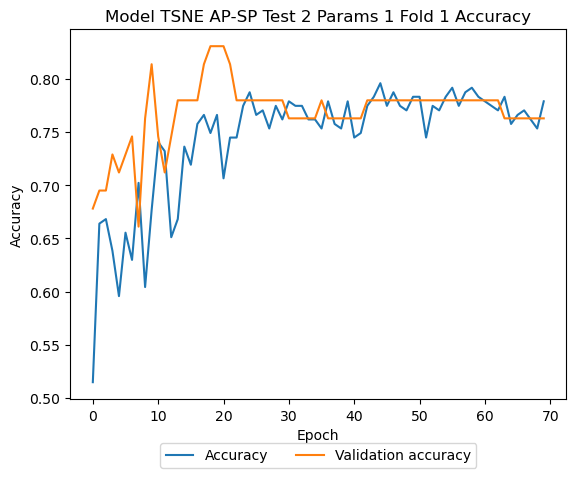 Model TSNE AP-SP Test 2 Params 1 Fold 1 Accuracy
Accuracy
0.80
0.75
0.70
0.65
0.60
0.55
0.50
0 10 20 30 40 50 60 70
Epoch
Accuracy Validation accuracy